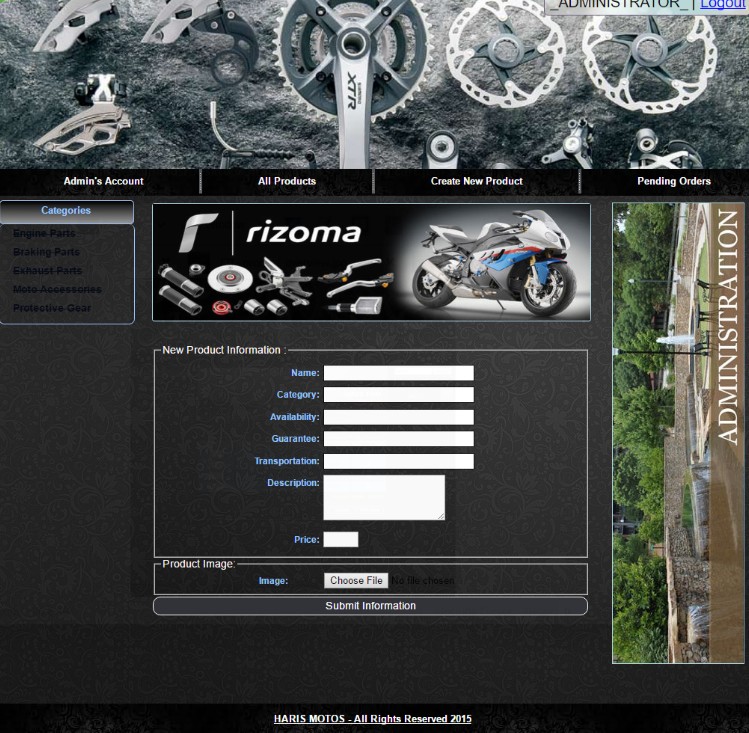 _ADMINISTRATOR_ | Logout
XTR
Admin's Account
All Products
Create New Product
Pending Orders
Categories
Engine Parts
Braking Parts
Exhaust Parts
Moto Accessories
Protective Gear
rizoma
ADMINISTRATION
New Product Information :
Name:
Category:
Availability:
Guarantee:
Transportation:
Description:
Price:
Product Image:
Image: Choose File No file chosen
Submit Information
HARIS MOTOS - All Rights Reserved 2015